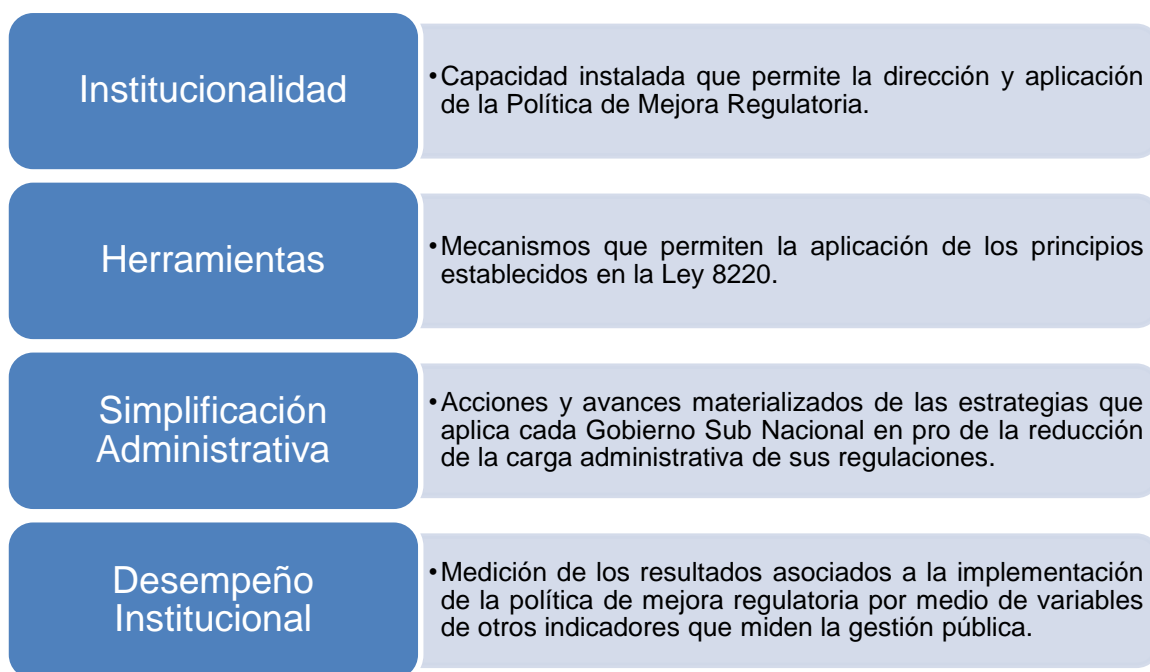 Institucionalidad
•Capacidad instalada que permite la dirección y aplicación
de la Política de Mejora Regulatoria.
Herramientas
•Mecanismos que permiten la aplicación de los principios
establecidos en la Ley 8220.
Simplificación
Administrativa
•Acciones y avances materializados de las estrategias que
aplica cada Gobierno Sub Nacional en pro de la reducción
de la carga administrativa de sus regulaciones.
Desempeño
Institucional
•Medición de los resultados asociados a la implementación
de la política de mejora regulatoria por medio de variables
de otros indicadores que miden la gestión pública.